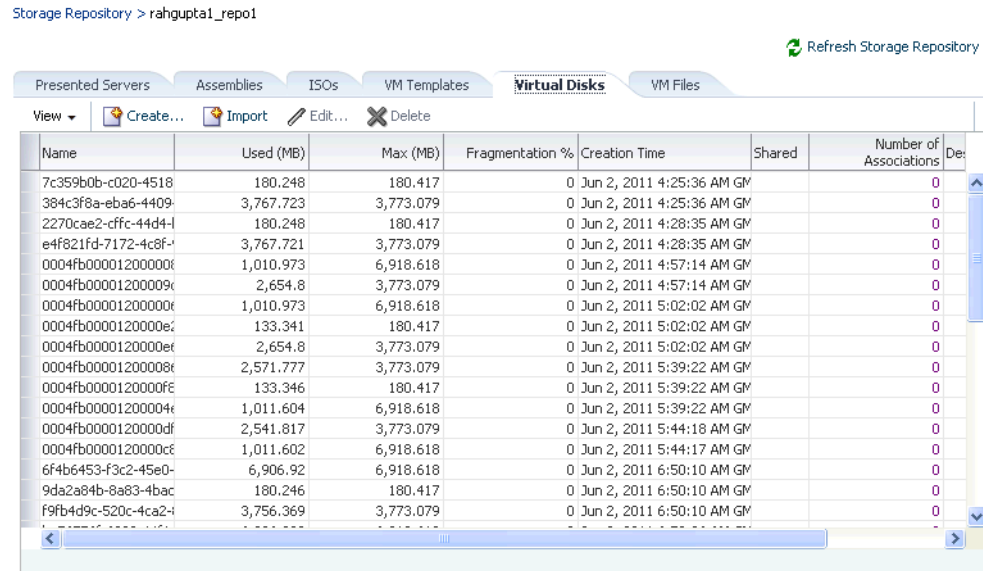 Storage Repository > rahgupta1_repo1
Refresh Storage Repository
Presented Servers Assemblies ISOs VM Templates Virtual Disks VM Files
View Create... Import Edit... Delete
Name Used (MB) Max (MB) Fragmentation % Creation Time Shared Number of Associations Des
7c359b0b-c020-4518 180.248 180.417 0 Jun 2, 2011 4:25:36 AM GM 0
384c3f8a-eba6-4409- 3,767.723 3,773.079 0 Jun 2, 2011 4:25:36 AM GM 0
2270cae2-cffc-44d4- 180.248 180.417 0 Jun 2, 2011 4:28:35 AM GM 0
e4f821fd-7172-4c8f- 3,767.721 3,773.079 0 Jun 2, 2011 4:28:35 AM GM 0
0004fb00001200000 1,010.973 6,918.618 0 Jun 2, 2011 4:57:14 AM GM 0
0004fb00001200009 2,654.8 3,773.079 0 Jun 2, 2011 4:57:14 AM GM 0
0004fb00001200000 1,010.973 6,918.618 0 Jun 2, 2011 5:02:02 AM GM 0
0004fb0000120000e2 133.341 180.417 0 Jun 2, 2011 5:02:02 AM GM 0
0004fb0000120000e 2,654.8 3,773.079 0 Jun 2, 2011 5:02:02 AM GM 0
0004fb00001200008 2,571.777 3,773.079 0 Jun 2, 2011 5:39:22 AM GM 0
0004fb0000120000f8 133.346 180.417 0 Jun 2, 2011 5:39:22 AM GM 0
0004fb00001200004 1,011.604 6,918.618 0 Jun 2, 2011 5:39:22 AM GM 0
0004fb0000120000df 2,541.817 3,773.079 0 Jun 2, 2011 5:44:18 AM GM 0
0004fb0000120000c8 1,011.602 6,918.618 0 Jun 2, 2011 5:44:17 AM GM 0
6f4b6453-f3c2-45e0- 6,906.92 6,918.618 0 Jun 2, 2011 6:50:10 AM GM 0
9da2a84b-8a83-4bac 180.246 180.417 0 Jun 2, 2011 6:50:10 AM GM 0
f9fb4d9c-520c-4ca2- 3,756.369 3,773.079 0 Jun 2, 2011 6:50:10 AM GM 0